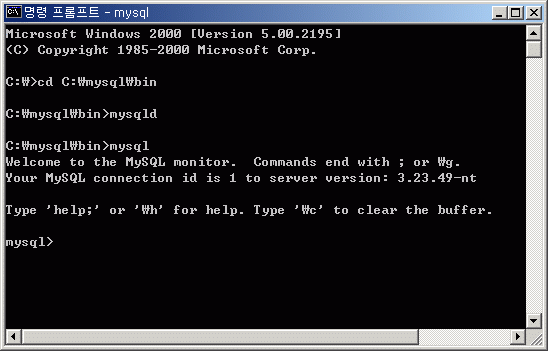 명령 프롬프트 - mysql
Microsoft Windows 2000 [Version 5.00.2195]
(C) Copyright 1985-2000 Microsoft Corp.
C:₩>cd C:₩mysql₩bin
C:₩mysql₩bin>mysqld
C:₩mysql₩bin>mysql
Welcome to the MySQL monitor.  Commands end with ; or ₩g.
Your MySQL connection id is 1 to server version: 3.23.49-nt
Type 'help;' or '₩h' for help. Type '₩c' to clear the buffer.
mysql>